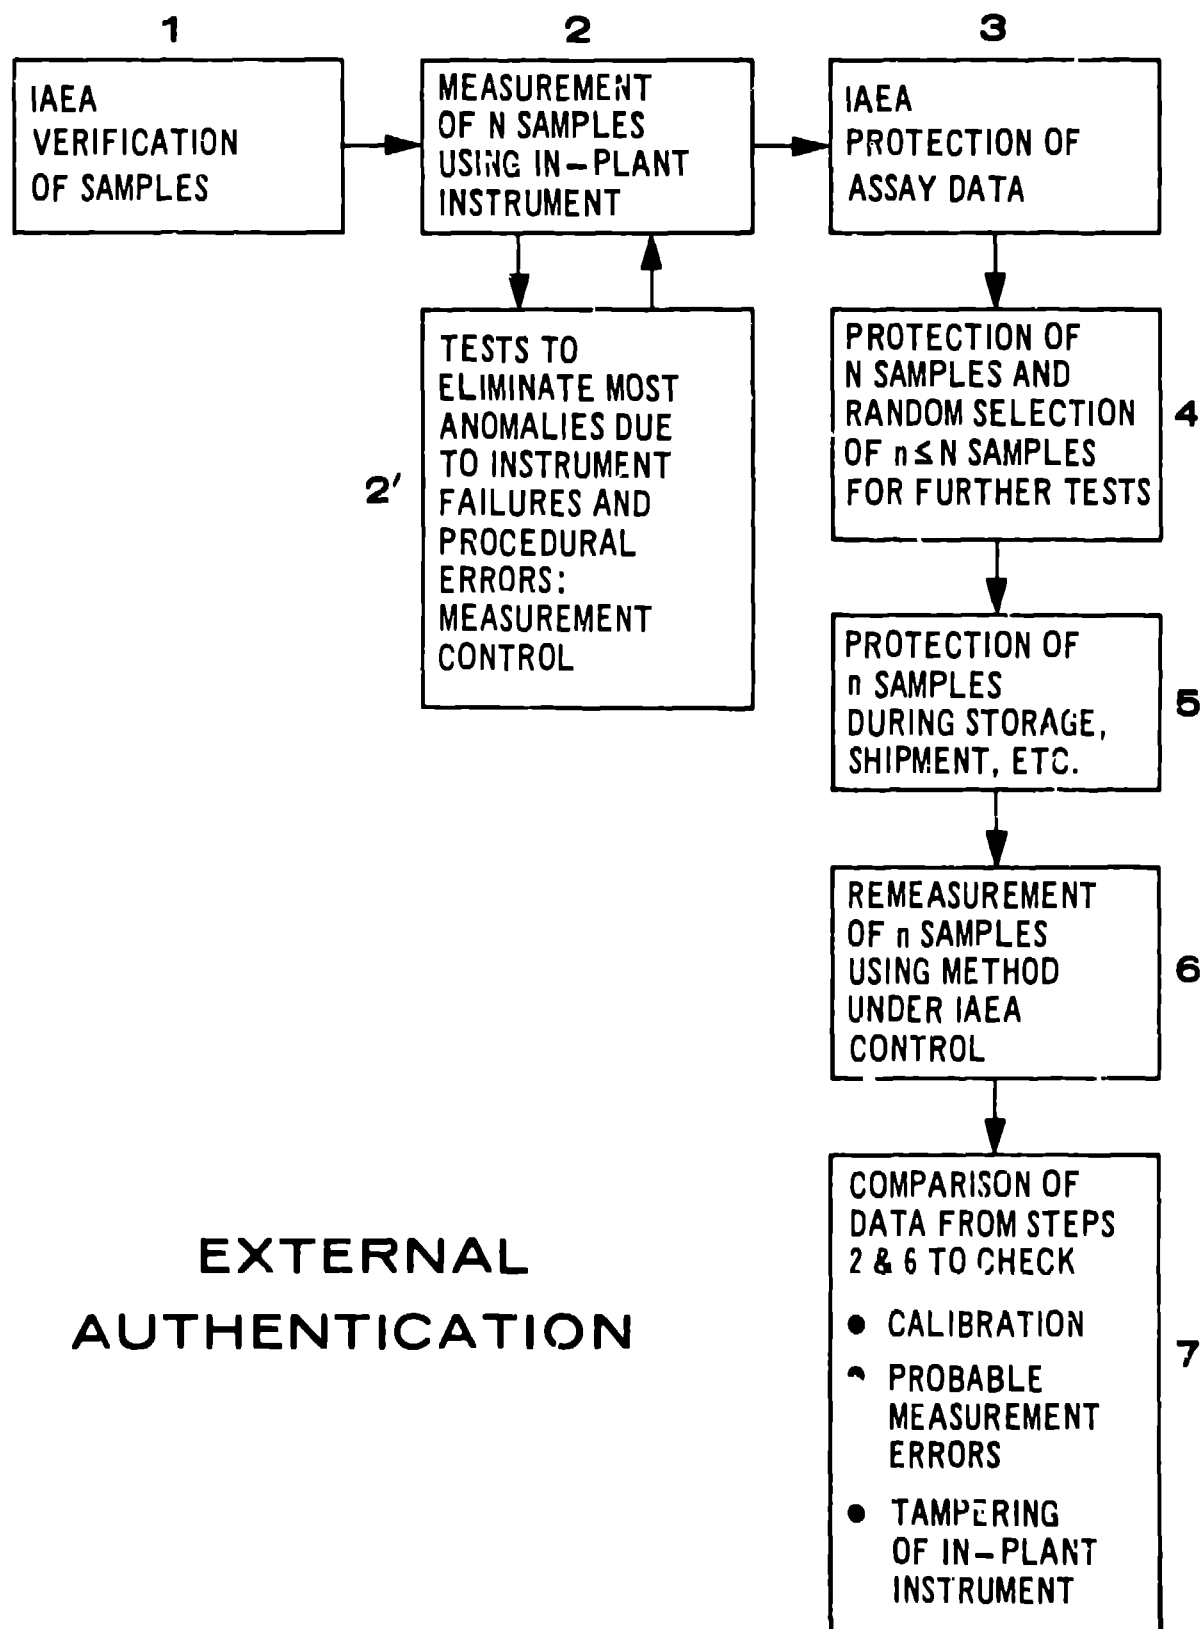 1
IAEA
VERIFICATION
OF SAMPLES
2
MEASUREMENT
OF N SAMPLES
USING IN-PLANT
INSTRUMENT
3
IAEA
PROTECTION OF
ASSAY DATA
2'
TESTS TO
ELIMINATE MOST
ANOMALIES DUE
TO INSTRUMENT
FAILURES AND
PROCEDURAL
ERRORS:
MEASUREMENT
CONTROL
PROTECTION OF
N SAMPLES AND
RANDOM SELECTION
OF n≤N SAMPLES
FOR FURTHER TESTS
4
PROTECTION OF
n SAMPLES
DURING STORAGE,
SHIPMENT, ETC.
5
REMEASUREMENT
OF n SAMPLES
USING METHOD
UNDER IAEA
CONTROL
6
COMPARISON OF
DATA FROM STEPS
2 & 6 TO CHECK
● CALIBRATION
● PROBABLE
MEASUREMENT
ERRORS
● TAMPERING
OF IN-PLANT
INSTRUMENT
7
EXTERNAL
AUTHENTICATION